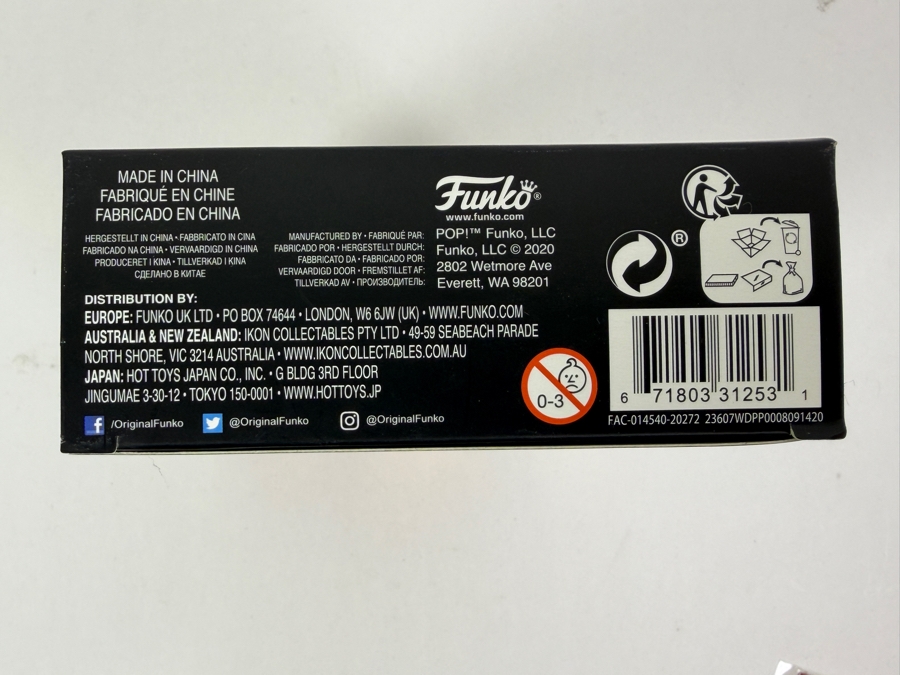 MADE IN CHINA
FABRIQUÉ EN CHINE
FABRICADO EN CHINA
HERGESTELLT IN CHINA • FABBRICATO IN CINA
FABRICADO NA CHINA • VERVAARDIGD IN CHINA
PRODUCERET I KINA • TILLVERKAD I KINA
СДЕЛАНО В КИТАЕ
MANUFACTURED BY • FABRIQUÉ PAR:
FABRICADO POR • HERGESTELLT DURCH:
FABBRICATO DA • FABRICADO POR:
VERVAARDIGD DOOR • FREMSTILLET AF:
TILLVERKAD AV • ПРОИЗВОДИТЕЛЬ:
Funko®
www.funko.com
POP!™ Funko, LLC
Funko, LLC © 2020
2802 Wetmore Ave
Everett, WA 98201
DISTRIBUTION BY:
EUROPE: FUNKO UK LTD • PO BOX 74644 • LONDON, W6 6JW (UK) • WWW.FUNKO.COM
AUSTRALIA & NEW ZEALAND: IKON COLLECTABLES PTY LTD • 49-59 SEABEACH PARADE
NORTH SHORE, VIC 3214 AUSTRALIA • WWW.IKONCOLLECTABLES.COM.AU
JAPAN: HOT TOYS JAPAN CO., INC. • G BLDG 3RD FLOOR
JINGUMAE 3-30-12 • TOKYO 150-0001 • WWW.HOTTOYS.JP
/OriginalFunko
@OriginalFunko
@OriginalFunko
®
0-3
6 71803 31253 1
FAC-014540-20272 23607WDPP0008091420